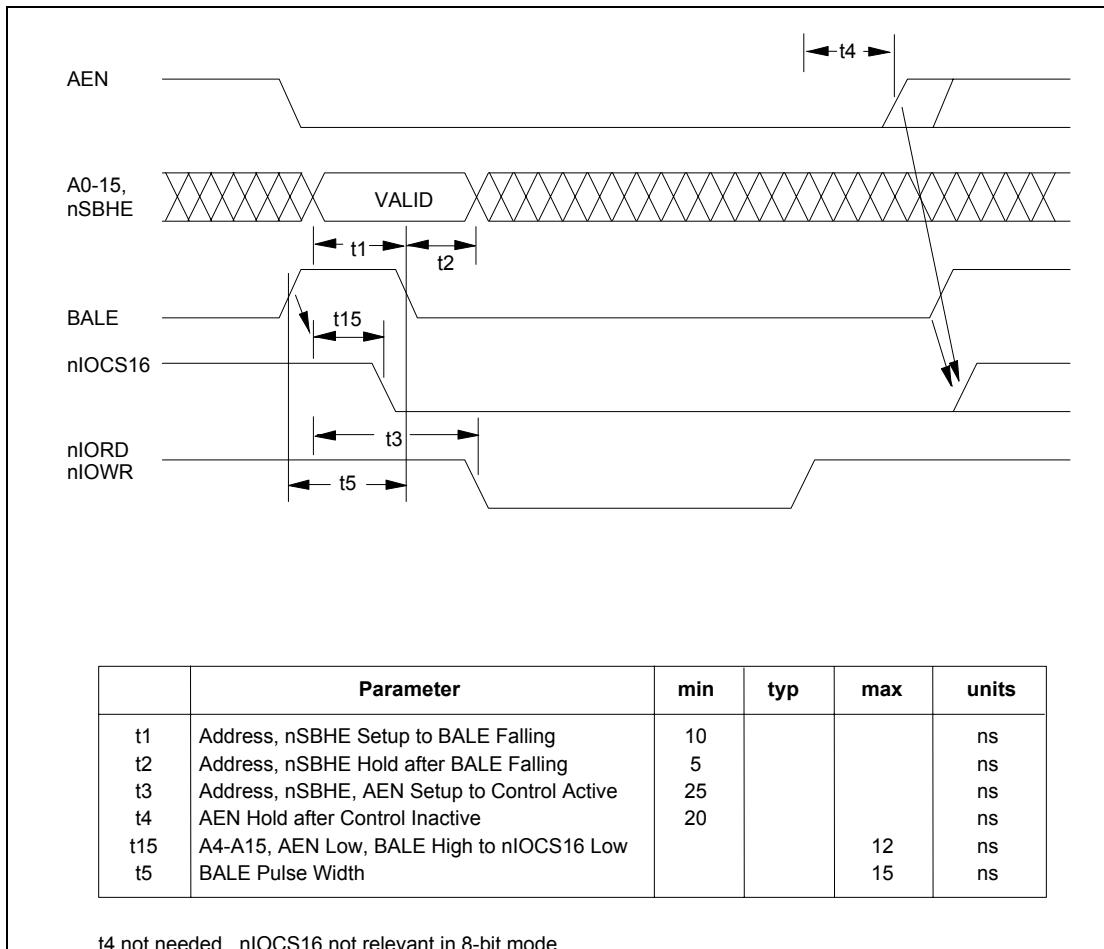 t4
AEN
A0-15,
nSBHE
VALID
t1
t2
BALE
t15
nIOCS16
t3
nIORD
nIOWR
t5
Parameter min typ max units
t1 Address, nSBHE Setup to BALE Falling 10 ns
t2 Address, nSBHE Hold after BALE Falling 5 ns
t3 Address, nSBHE, AEN Setup to Control Active 25 ns
t4 AEN Hold after Control Inactive 20 ns
t15 A4-A15, AEN Low, BALE High to nIOCS16 Low 12 ns
t5 BALE Pulse Width 15 ns
t4 not needed. nIOCS16 not relevant in 8-bit mode.